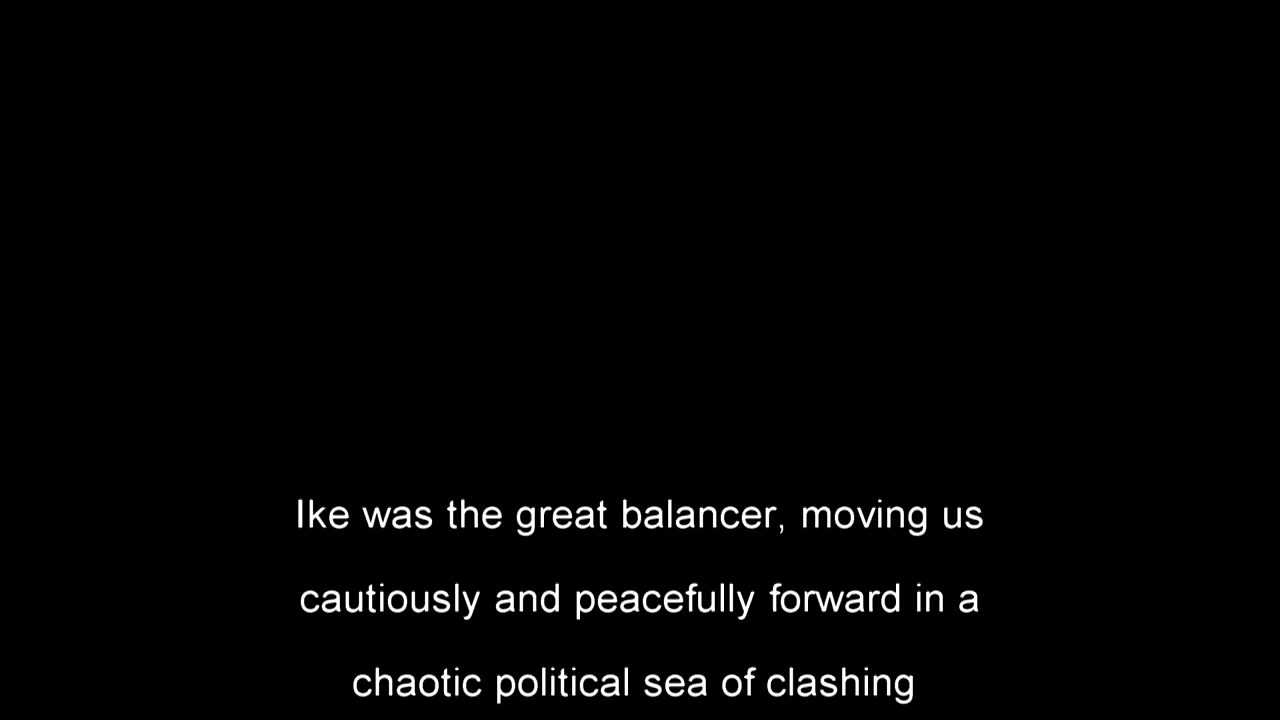 Ike was the great balancer, moving us
cautiously and peacefully forward in a
chaotic political sea of clashing